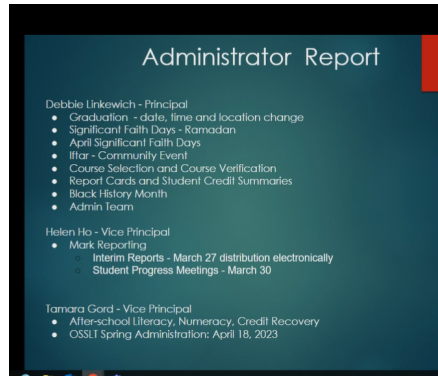 Administrator Report
Debbie Linkewich - Principal
● Graduation - date, time and location change
● Significant Faith Days - Ramadan
● April Significant Faith Days
● Iftar - Community Event
● Course Selection and Course Verification
● Report Cards and Student Credit Summaries
● Black History Month
● Admin Team
Helen Ho - Vice Principal
● Mark Reporting
○ Interim Reports - March 27 distribution electronically
○ Student Progress Meetings - March 30
Tamara Gord - Vice Principal
● After-school Literacy, Numeracy, Credit Recovery
● OSSLT Spring Administration: April 18, 2023